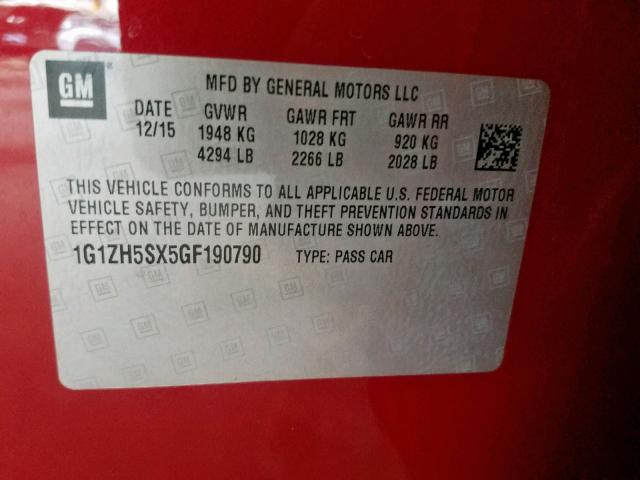 GM
MFD BY GENERAL MOTORS LLC
DATE GVWR GAWR FRT GAWR RR
12/15 1948 KG 1028 KG 920 KG
4294 LB 2266 LB 2028 LB
THIS VEHICLE CONFORMS TO ALL APPLICABLE U.S. FEDERAL MOTOR
VEHICLE SAFETY, BUMPER, AND THEFT PREVENTION STANDARDS IN
EFFECT ON THE DATE OF MANUFACTURE SHOWN ABOVE.
1G1ZH5SX5GF190790 TYPE: PASS CAR